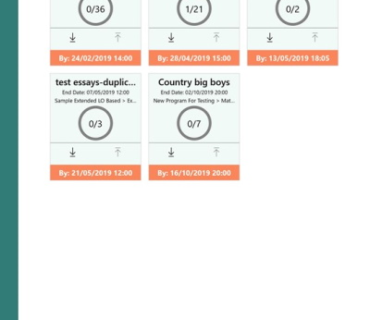 0/36
1/21
0/2
By: 24/02/2019 14:00
By: 28/04/2019 15:00
By: 13/05/2019 18:05
test essays-duplic...
End Date: 07/05/2019 12:00
Sample Extended LO Based > Es...
0/3
By: 21/05/2019 12:00
Country big boys
End Date: 02/10/2019 20:00
New Program For Testing > Mat...
0/7
By: 16/10/2019 20:00